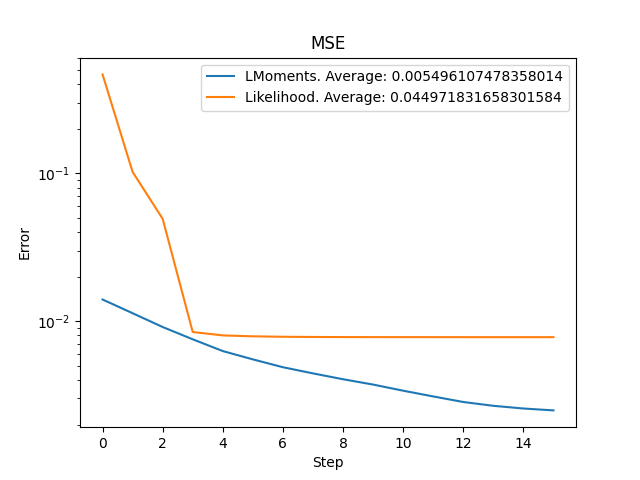 MSE
LMoments. Average: 0.005496107478358014
Likelihood. Average: 0.044971831658301584
10⁻¹
10⁻²
Error
0 2 4 6 8 10 12 14
Step